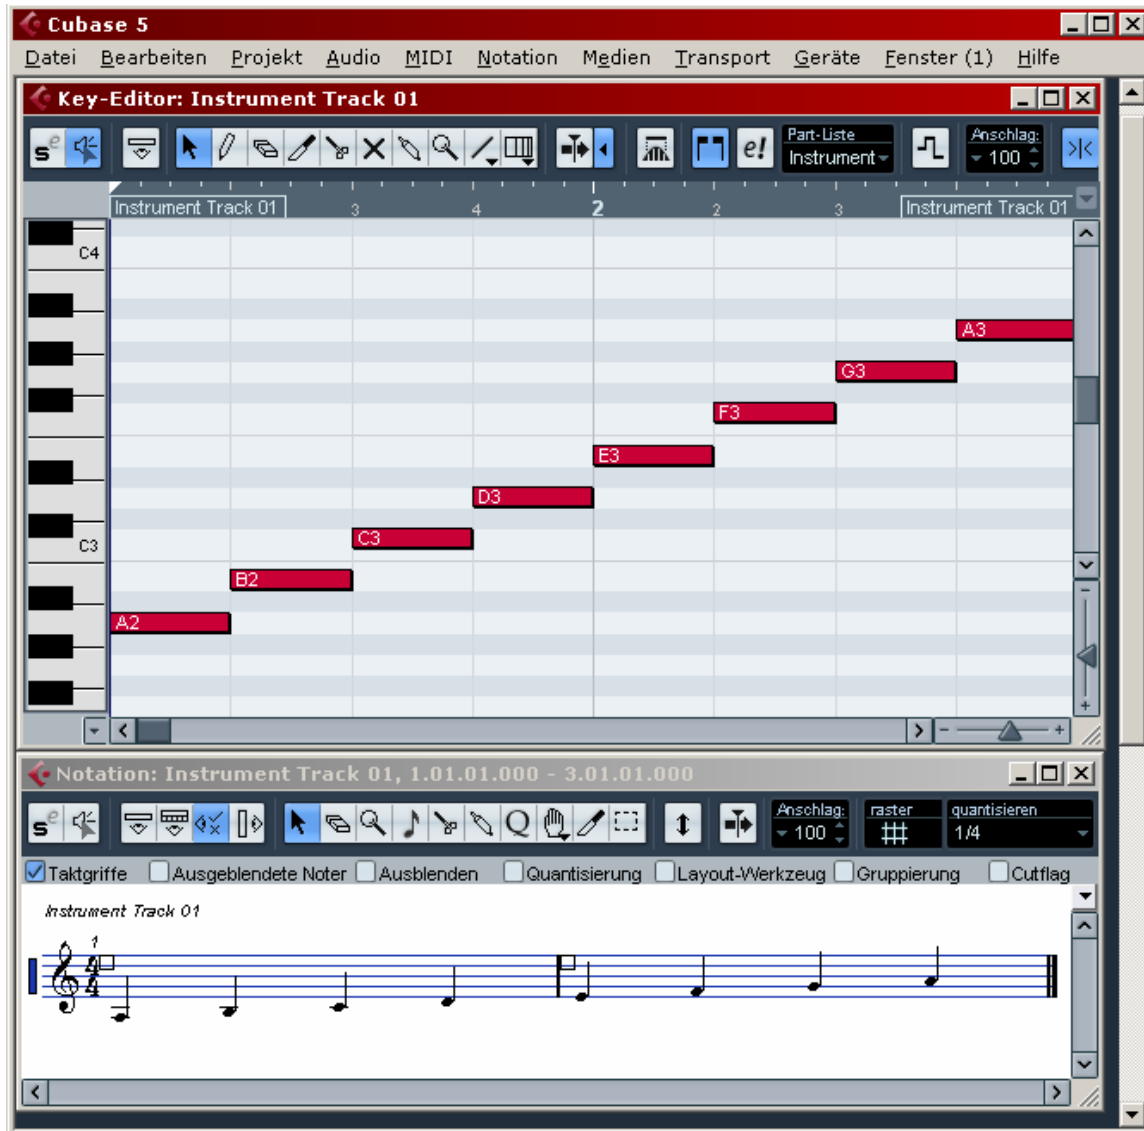 Cubase 5
Datei Bearbeiten Projekt Audio MIDI Notation Medien Transport Geräte Fenster (1) Hilfe
Key-Editor: Instrument Track 01
se e! Part-Liste Anschlag:
Instrument 100
Instrument Track 01 3 4 2 2 3 Instrument Track 01
C4
A3
G3
F3
E3
D3
C3 C3
B2
A2
Notation: Instrument Track 01, 1.01.01.000 - 3.01.01.000
se Q Anschlag: raster quantisieren
100 1/4
Taktgriffe Ausgeblendete Noter Ausblenden Quantisierung Layout-Werkzeug Gruppierung Cutflag
Instrument Track 01
1
4
4